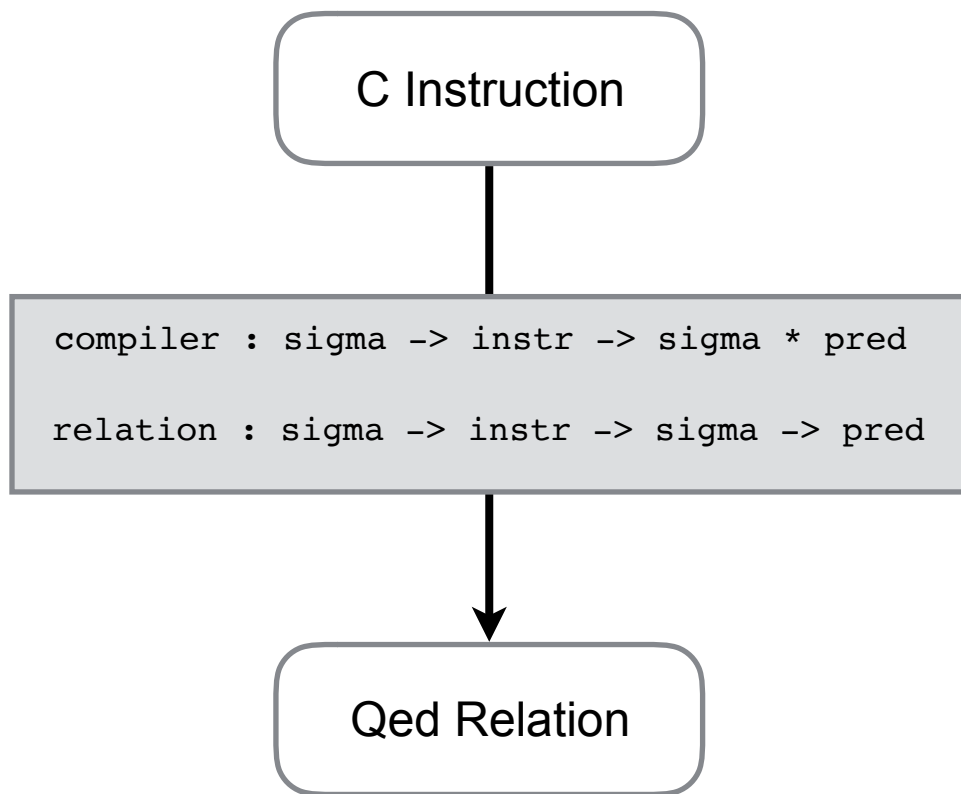 C Instruction
compiler : sigma -> instr -> sigma * pred
relation : sigma -> instr -> sigma -> pred
Qed Relation